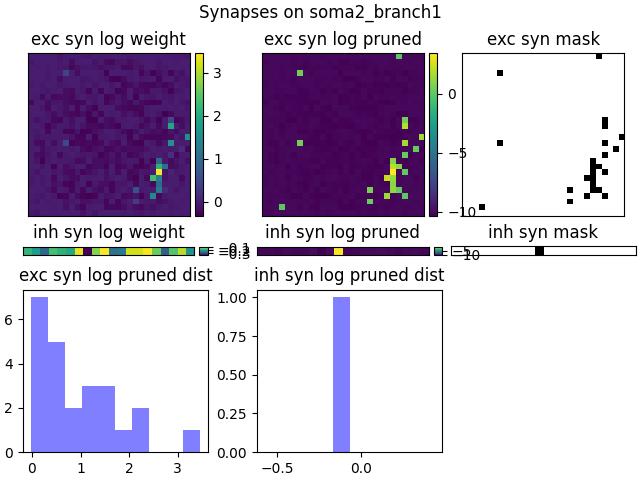 Synapses on soma2_branch1
exc syn log weight
exc syn log pruned
exc syn mask
3
2
1
0
0
−5
−10
inh syn log weight
inh syn log pruned
inh syn mask
exc syn log pruned dist
inh syn log pruned dist
6
4
2
0
0 1 2 3
1.00
0.75
0.50
0.25
0.00
−0.5 0.0